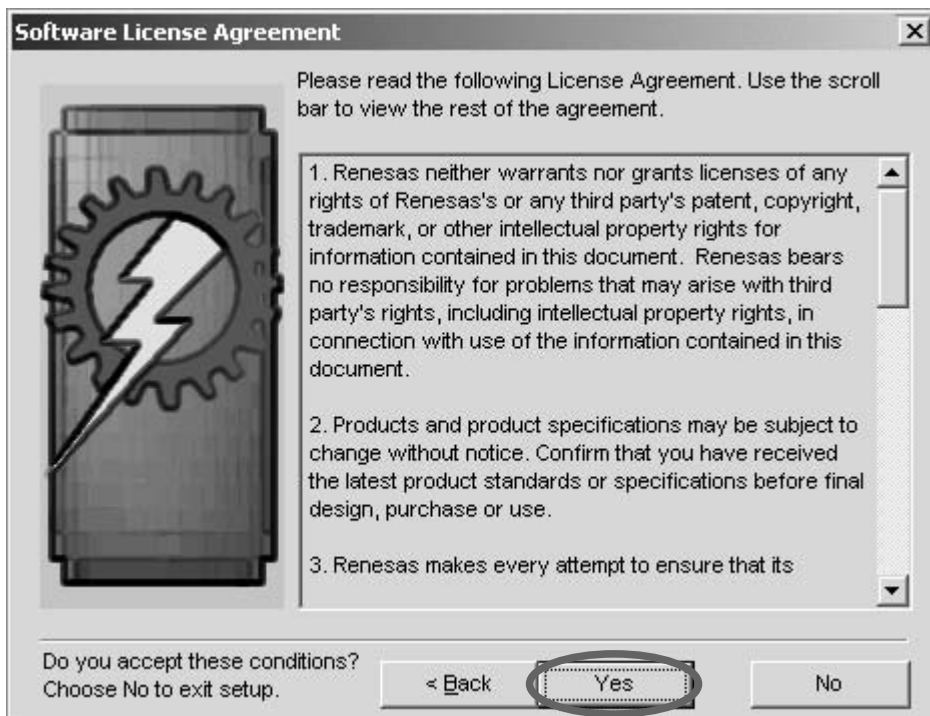 Software License Agreement
Please read the following License Agreement. Use the scroll
bar to view the rest of the agreement.
1. Renesas neither warrants nor grants licenses of any
rights of Renesas's or any third party's patent, copyright,
trademark, or other intellectual property rights for
information contained in this document.  Renesas bears
no responsibility for problems that may arise with third
party's rights, including intellectual property rights, in
connection with use of the information contained in this
document.
2. Products and product specifications may be subject to
change without notice. Confirm that you have received
the latest product standards or specifications before final
design, purchase or use.
3. Renesas makes every attempt to ensure that its
Do you accept these conditions?
Choose No to exit setup.
< Back
Yes
No